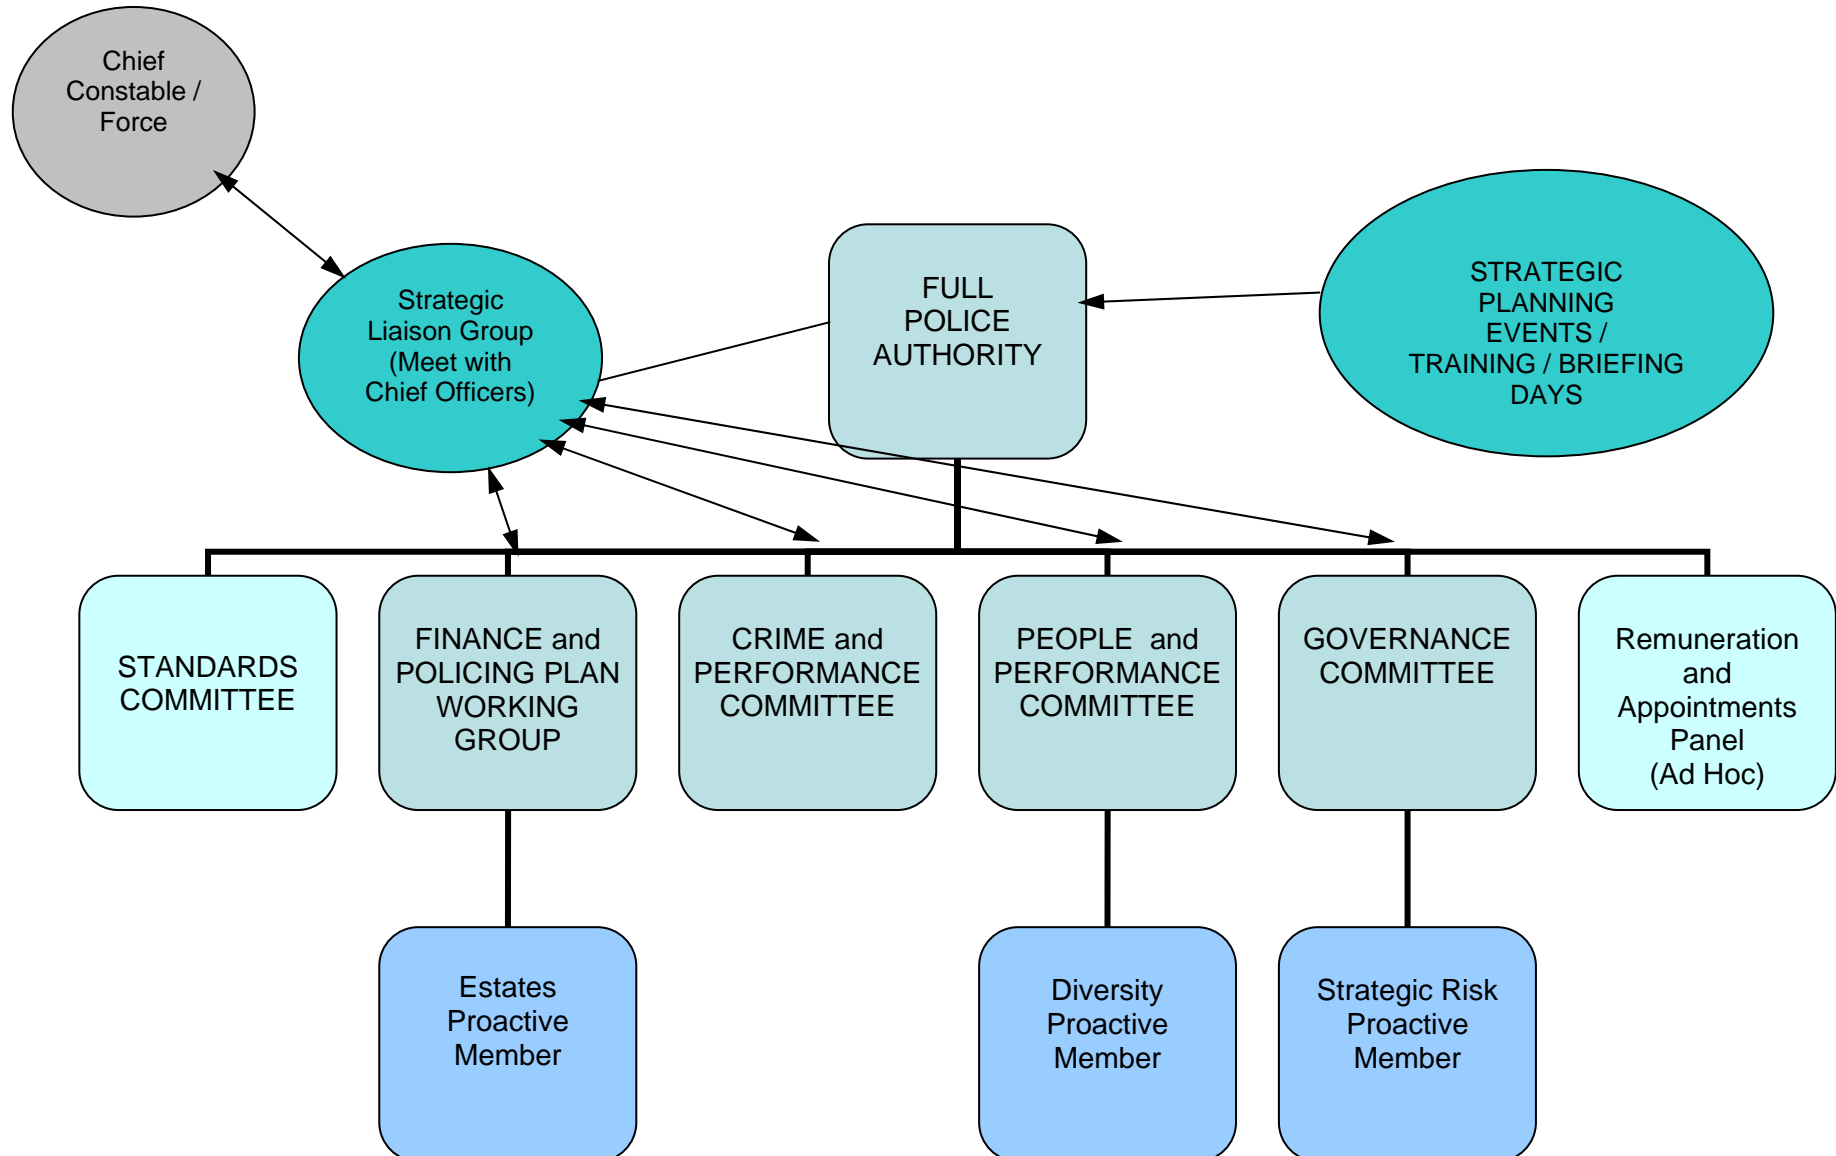 Chief
Constable /
Force
Strategic
Liaison Group
(Meet with
Chief Officers)
FULL
POLICE
AUTHORITY
STRATEGIC
PLANNING
EVENTS /
TRAINING / BRIEFING
DAYS
STANDARDS
COMMITTEE
FINANCE and
POLICING PLAN
WORKING
GROUP
CRIME and
PERFORMANCE
COMMITTEE
PEOPLE and
PERFORMANCE
COMMITTEE
GOVERNANCE
COMMITTEE
Remuneration
and
Appointments
Panel
(Ad Hoc)
Estates
Proactive
Member
Diversity
Proactive
Member
Strategic Risk
Proactive
Member